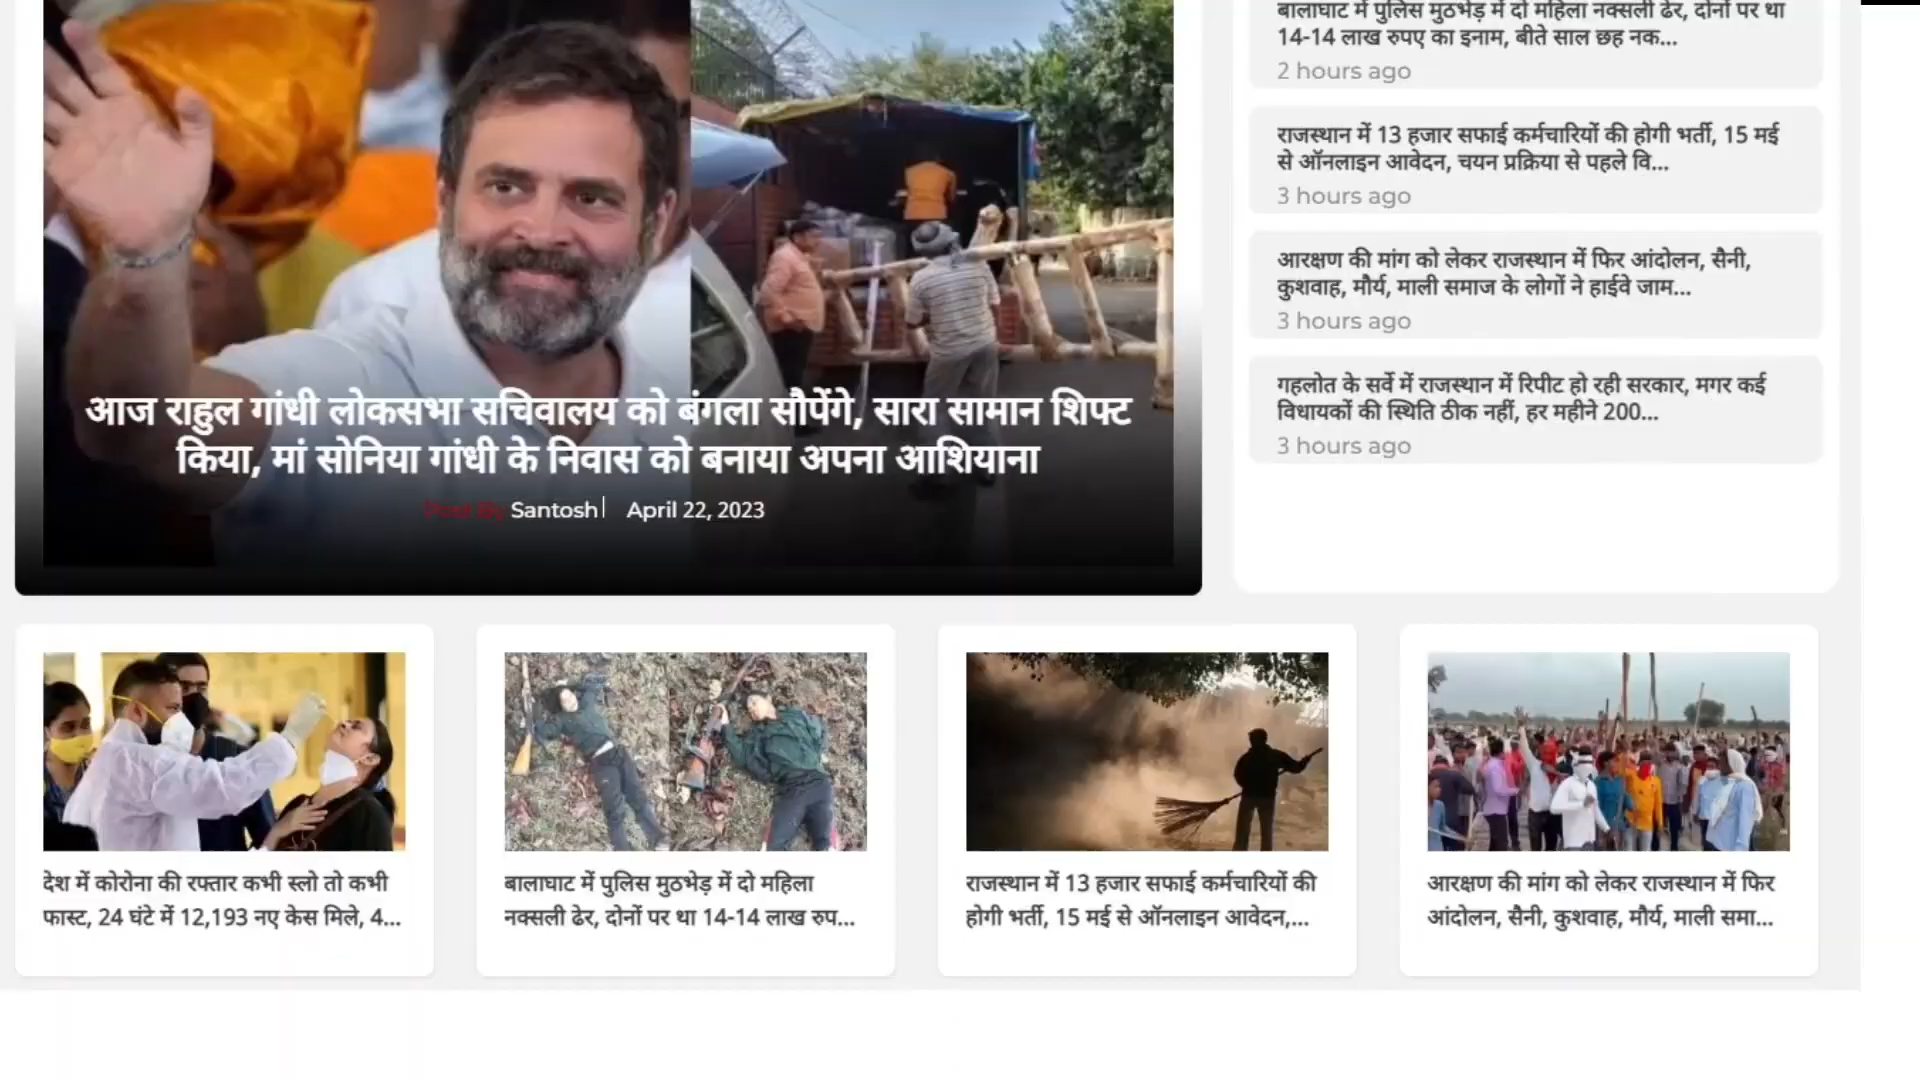 आज राहुल गांधी लोकसभा सचिवालय को बंगला सौपेंगे, सारा सामान शिफ्ट
किया, मां सोनिया गांधी के निवास को बनाया अपना आशियाना
Post By Santosh | April 22, 2023
बालाघाट में पुलिस मुठभेड़ में दो महिला नक्सली ढेर, दोनों पर था
14-14 लाख रुपए का इनाम, बीते साल छह नक...
2 hours ago
राजस्थान में 13 हजार सफाई कर्मचारियों की होगी भर्ती, 15 मई
से ऑनलाइन आवेदन, चयन प्रक्रिया से पहले वि...
3 hours ago
आरक्षण की मांग को लेकर राजस्थान में फिर आंदोलन, सैनी,
कुशवाह, मौर्य, माली समाज के लोगों ने हाईवे जाम...
3 hours ago
गहलोत के सर्वे में राजस्थान में रिपीट हो रही सरकार, मगर कई
विधायकों की स्थिति ठीक नहीं, हर महीने 200...
3 hours ago
देश में कोरोना की रफ्तार कभी स्लो तो कभी
फास्ट, 24 घंटे में 12,193 नए केस मिले, 4...
बालाघाट में पुलिस मुठभेड़ में दो महिला
नक्सली ढेर, दोनों पर था 14-14 लाख रुप...
राजस्थान में 13 हजार सफाई कर्मचारियों की
होगी भर्ती, 15 मई से ऑनलाइन आवेदन,...
आरक्षण की मांग को लेकर राजस्थान में फिर
आंदोलन, सैनी, कुशवाह, मौर्य, माली समा...